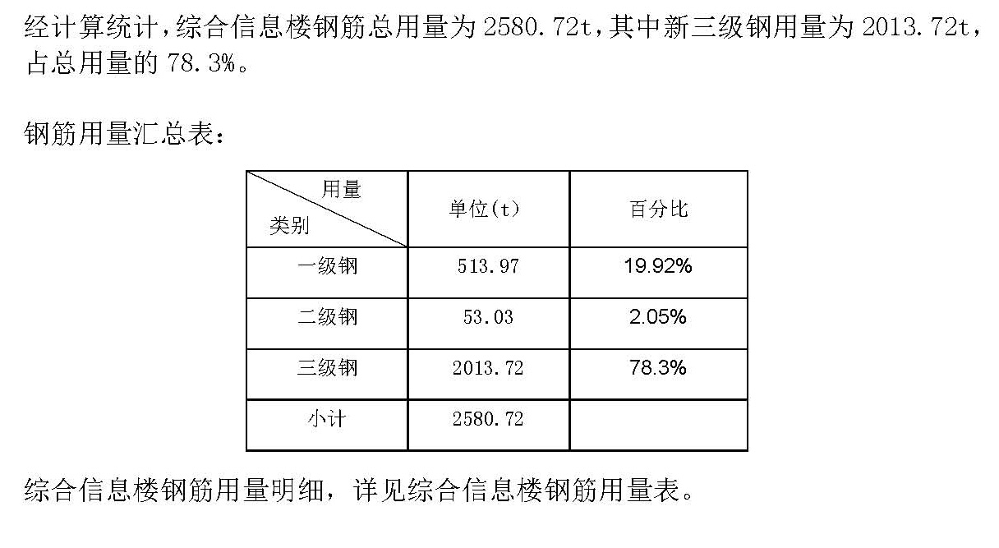 经计算统计，综合信息楼钢筋总用量为 2580.72t，其中新三级钢用量为 2013.72t，
占总用量的 78.3%。
钢筋用量汇总表：
用量
类别
单位(t)
百分比
一级钢 513.97 19.92%
二级钢 53.03 2.05%
三级钢 2013.72 78.3%
小计 2580.72
综合信息楼钢筋用量明细，详见综合信息楼钢筋用量表。